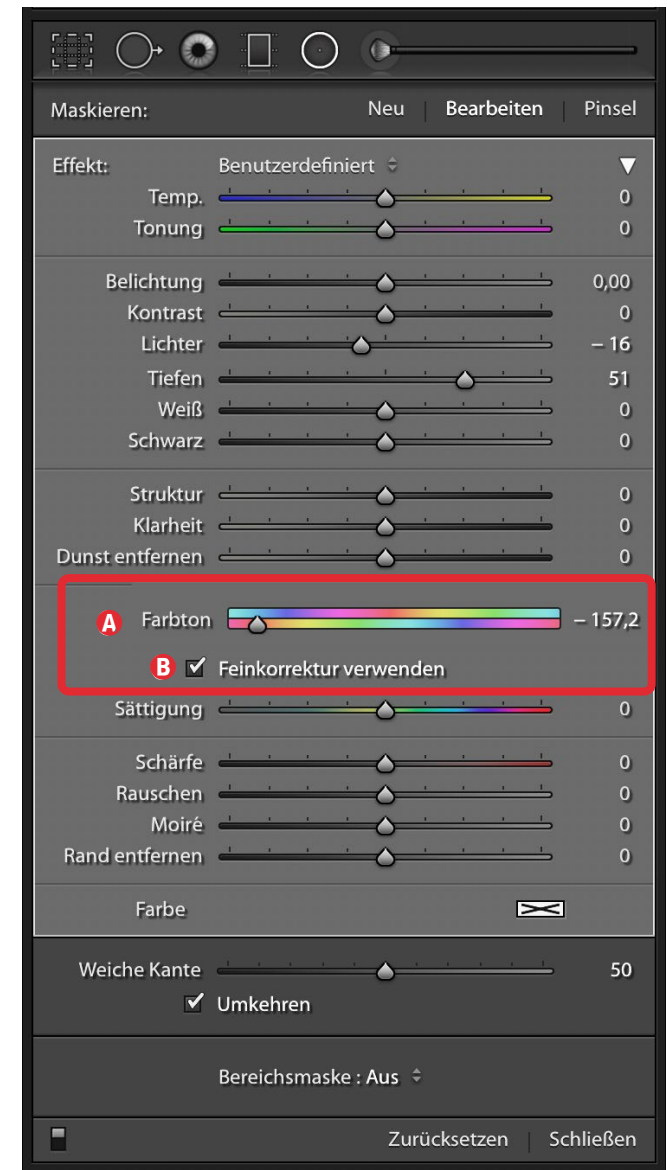 Maskieren: Neu | Bearbeiten | Pinsel
Effekt: Benutzerdefiniert
Temp. 0
Tonung 0
Belichtung 0,00
Kontrast 0
Lichter – 16
Tiefen 51
Weiß 0
Schwarz 0
Struktur 0
Klarheit 0
Dunst entfernen 0
A Farbton – 157,2
B Feinkorrektur verwenden
Sättigung 0
Schärfe 0
Rauschen 0
Moiré 0
Rand entfernen 0
Farbe
Weiche Kante 50
Umkehren
Bereichsmaske : Aus
Zurücksetzen | Schließen